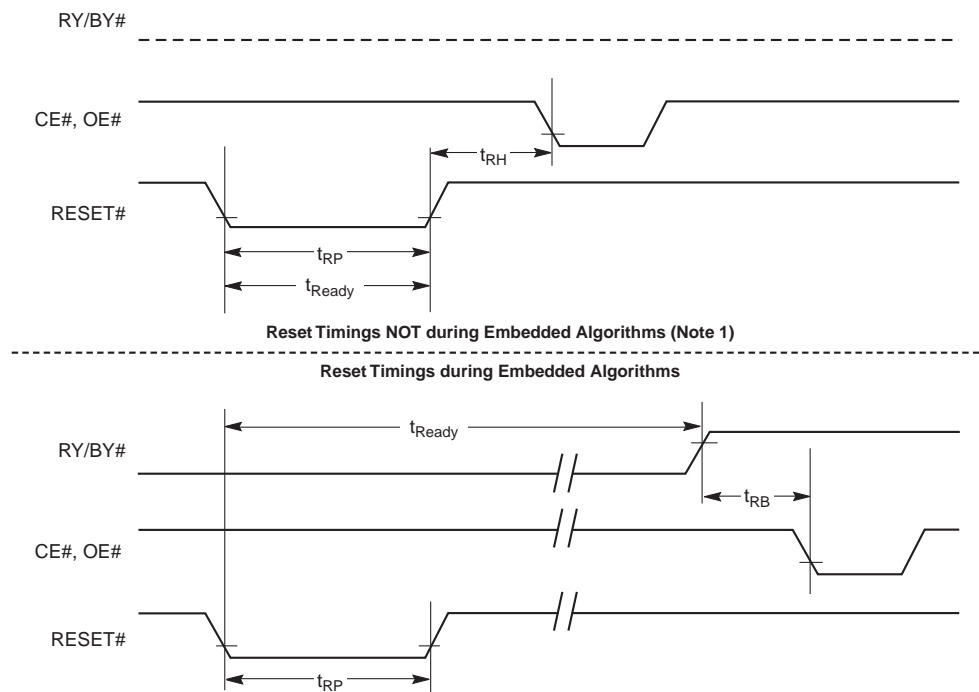 RY/BY#
CE#, OE#
tRH
RESET#
tRP
tReady
Reset Timings NOT during Embedded Algorithms (Note 1)
Reset Timings during Embedded Algorithms
tReady
RY/BY#
tRB
CE#, OE#
RESET#
tRP